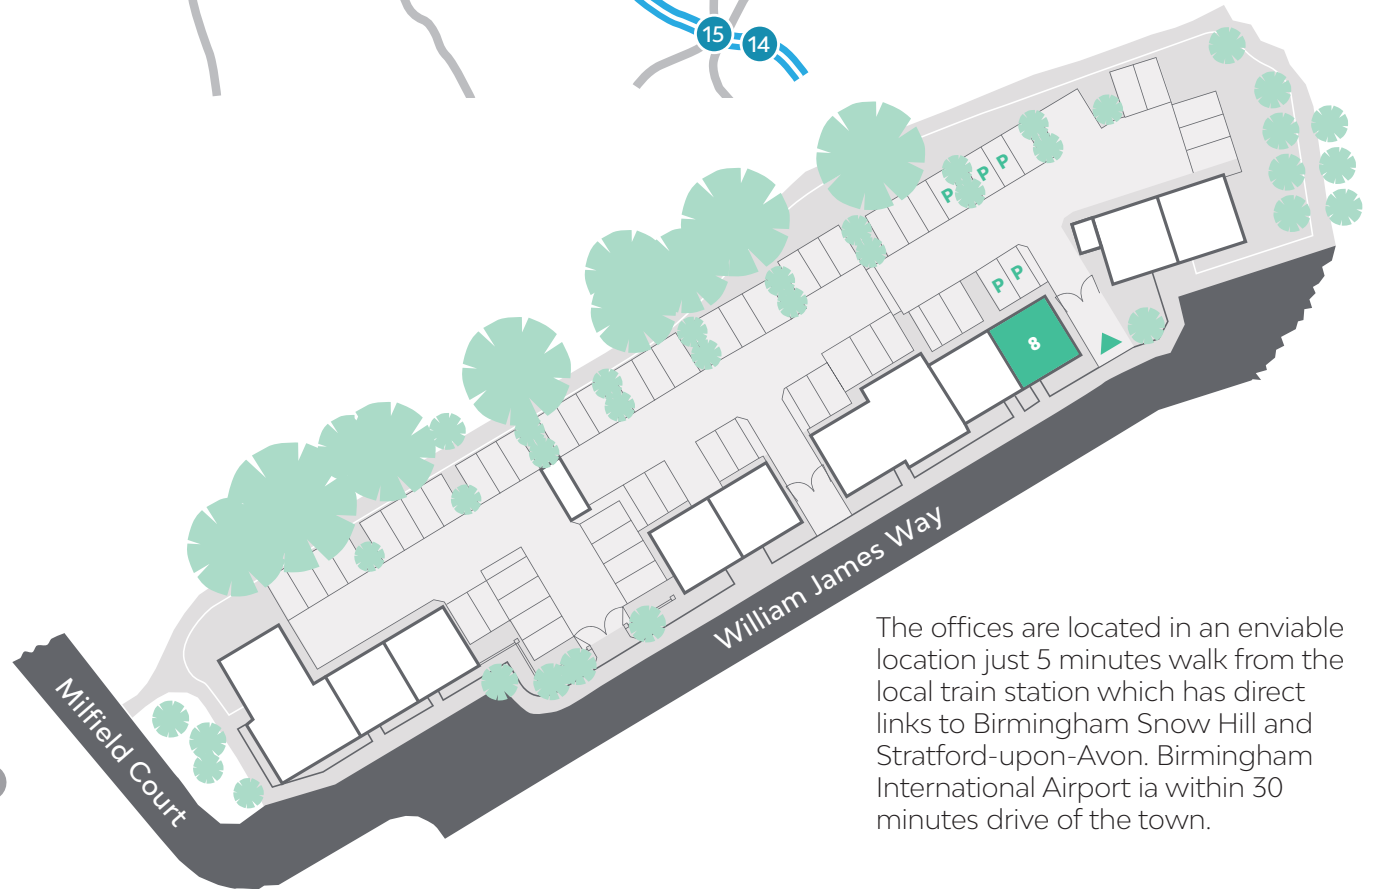 15
14
P
P
P
P
P
8
William James Way
Milfield Court
The offices are located in an enviable
location just 5 minutes walk from the
local train station which has direct
links to Birmingham Snow Hill and
Stratford-upon-Avon. Birmingham
International Airport ia within 30
minutes drive of the town.